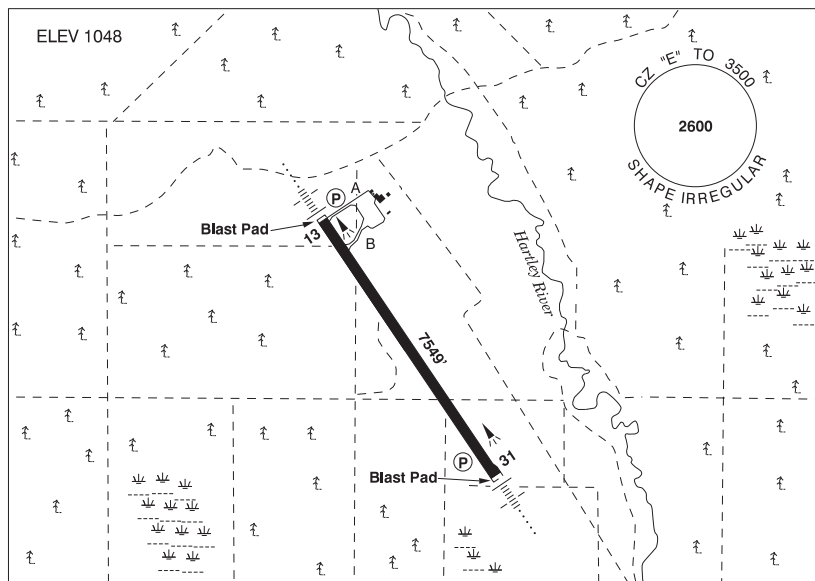 ELEV 1048
CZ "E" TO 3500
2600
SHAPE IRREGULAR
P
A
Blast Pad
13
B
Hartley River
7549'
P
31
Blast Pad